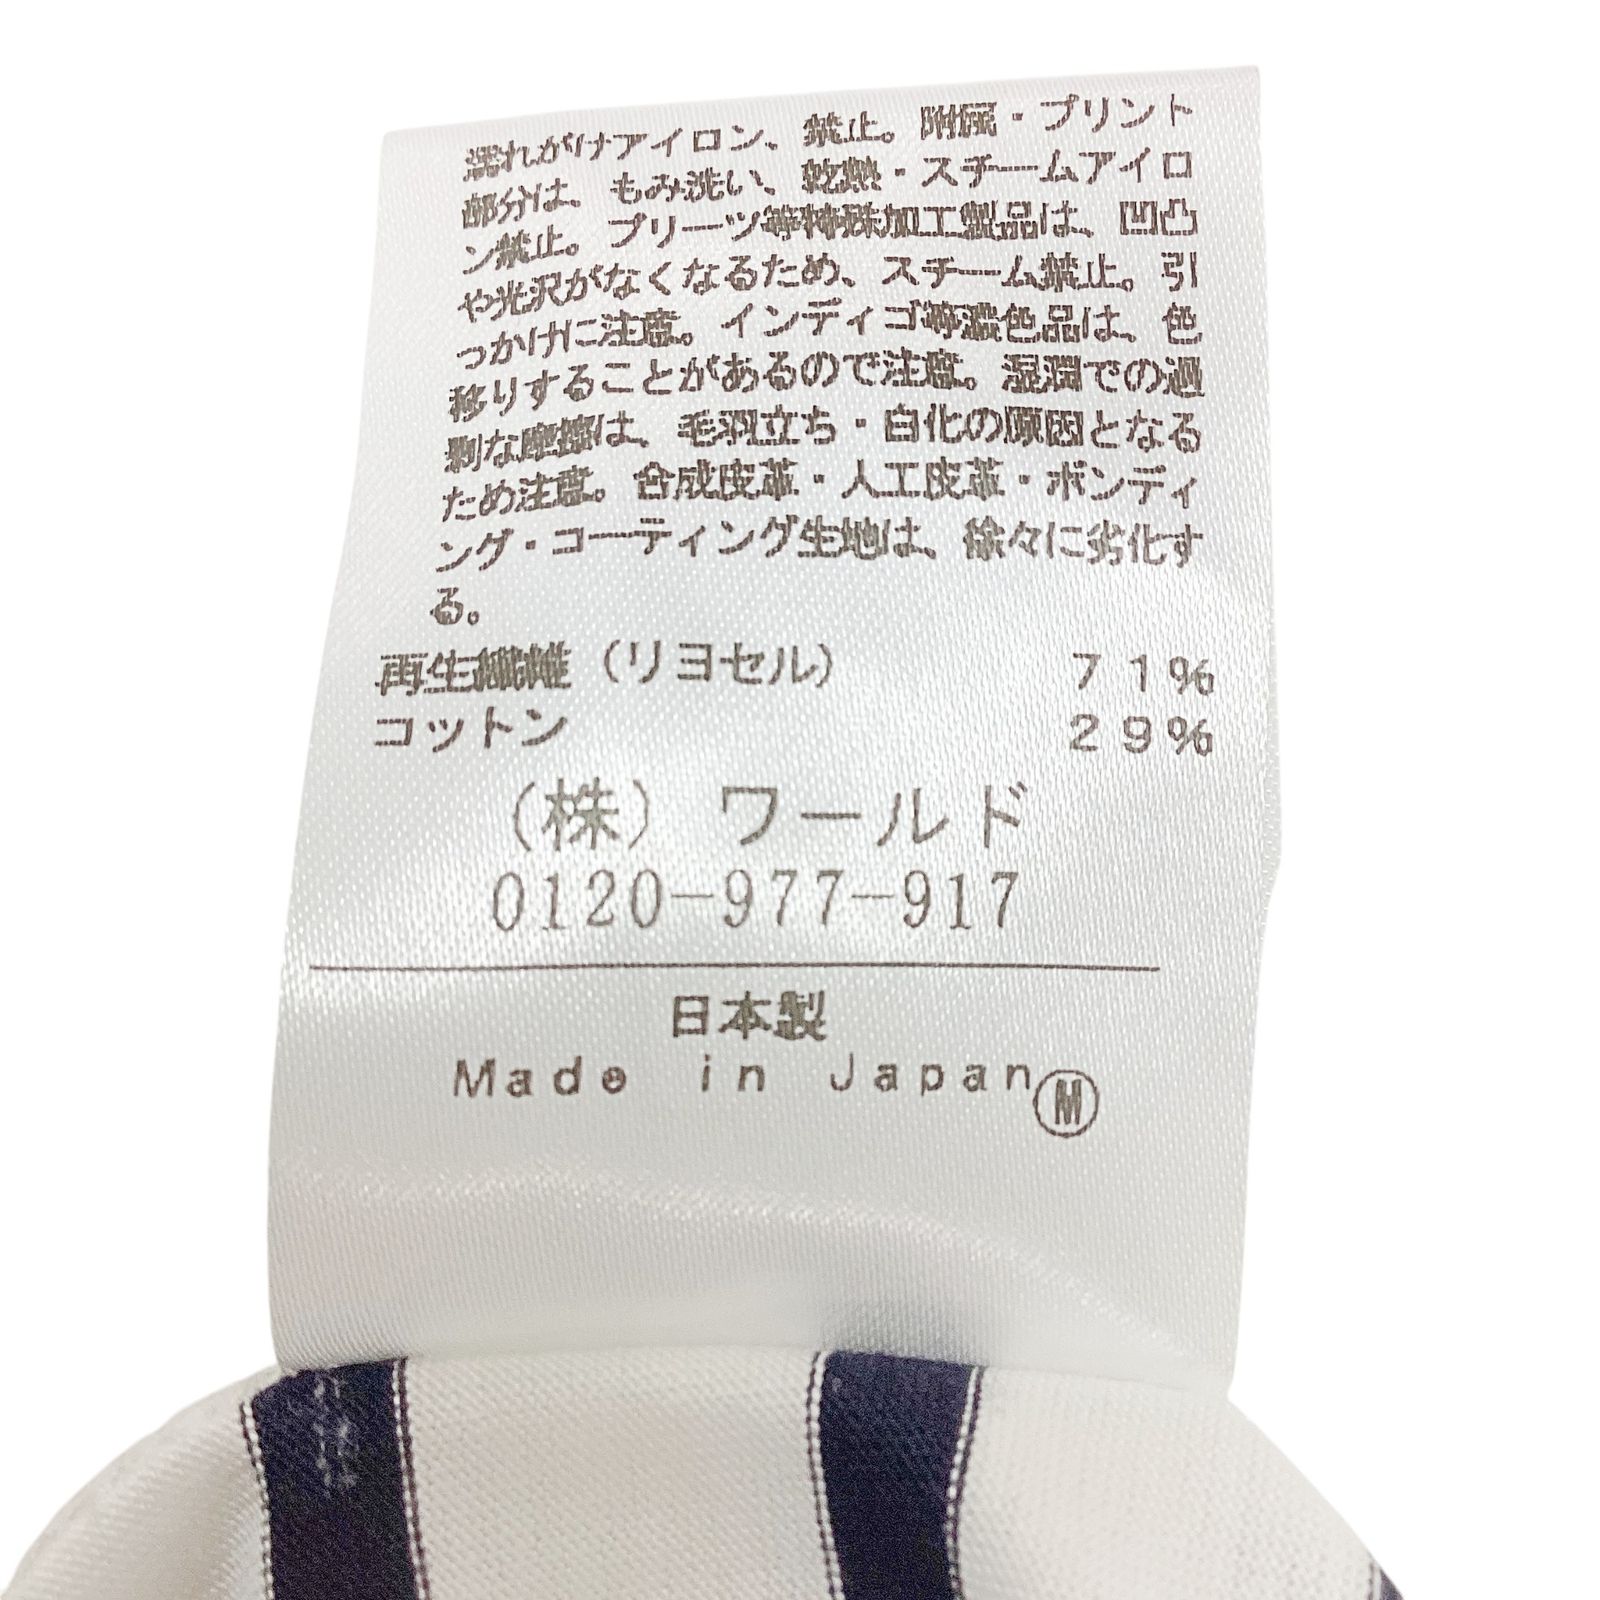 濡れがけアイロン、禁止。附属・プリント
部分は、もみ洗い、乾熱・スチームアイロ
ン禁止。プリーツ等特殊加工製品は、凹凸
や光沢がなくなるため、スチーム禁止。引
っかけに注意。インディゴ等濃色品は、色
移りすることがあるので注意。湿潤での過
剰な摩擦は、毛羽立ち・白化の原因となる
ため注意。合成皮革・人工皮革・ボンディ
ング・コーティング生地は、徐々に劣化す
る。
再生繊維（リヨセル） 71%
コットン 29%
（株）ワールド
0120-977-917
日本製
Made in Japan Ⓜ